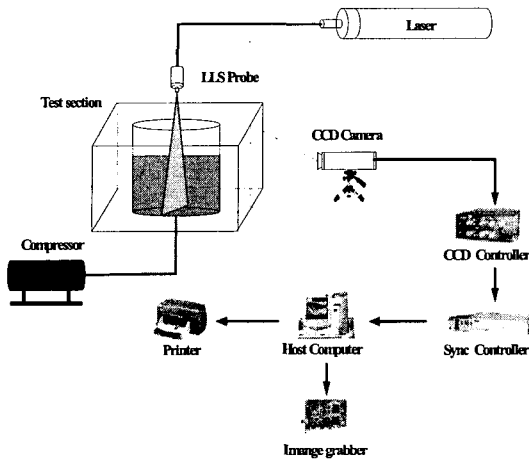 Laser
LLS Probe
Test section
CCD Camera
Compressor
CCD Controller
Printer
Host Computer
Sync Controller
Imange grabber